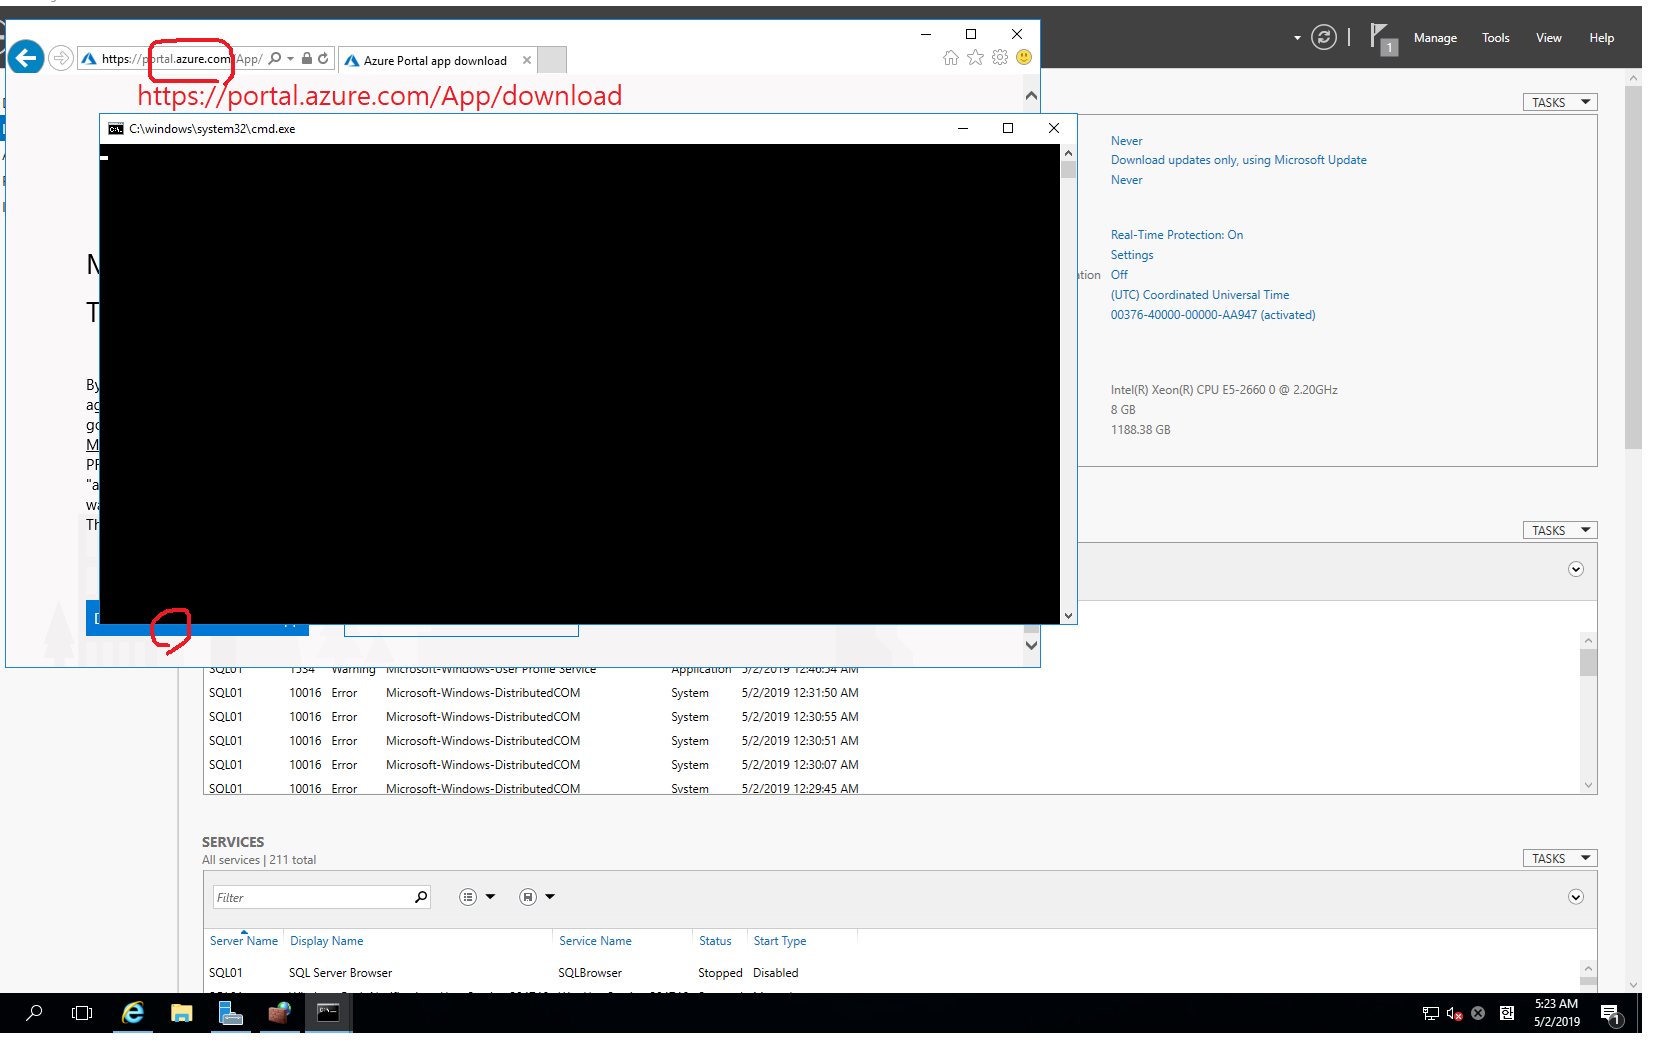 Manage Tools View Help
1
https://portal.azure.com/App/
Azure Portal app download
https://portal.azure.com/App/download
TASKS
C:\windows\system32\cmd.exe
Never
Download updates only, using Microsoft Update
Never
Real-Time Protection: On
Settings
Off
(UTC) Coordinated Universal Time
00376-40000-00000-AA947 (activated)
Intel(R) Xeon(R) CPU E5-2660 0 @ 2.20GHz
8 GB
1188.38 GB
By
TASKS
SQL01 1534 Warning Microsoft-Windows-User Profile Service Application 5/2/2019 12:46:54 AM
SQL01 10016 Error Microsoft-Windows-DistributedCOM System 5/2/2019 12:31:50 AM
SQL01 10016 Error Microsoft-Windows-DistributedCOM System 5/2/2019 12:30:55 AM
SQL01 10016 Error Microsoft-Windows-DistributedCOM System 5/2/2019 12:30:51 AM
SQL01 10016 Error Microsoft-Windows-DistributedCOM System 5/2/2019 12:30:07 AM
SQL01 10016 Error Microsoft-Windows-DistributedCOM System 5/2/2019 12:29:45 AM
SERVICES
All services | 211 total
TASKS
Filter
Server Name Display Name Service Name Status Start Type
SQL01 SQL Server Browser SQLBrowser Stopped Disabled
한
5:23 AM
5/2/2019
1